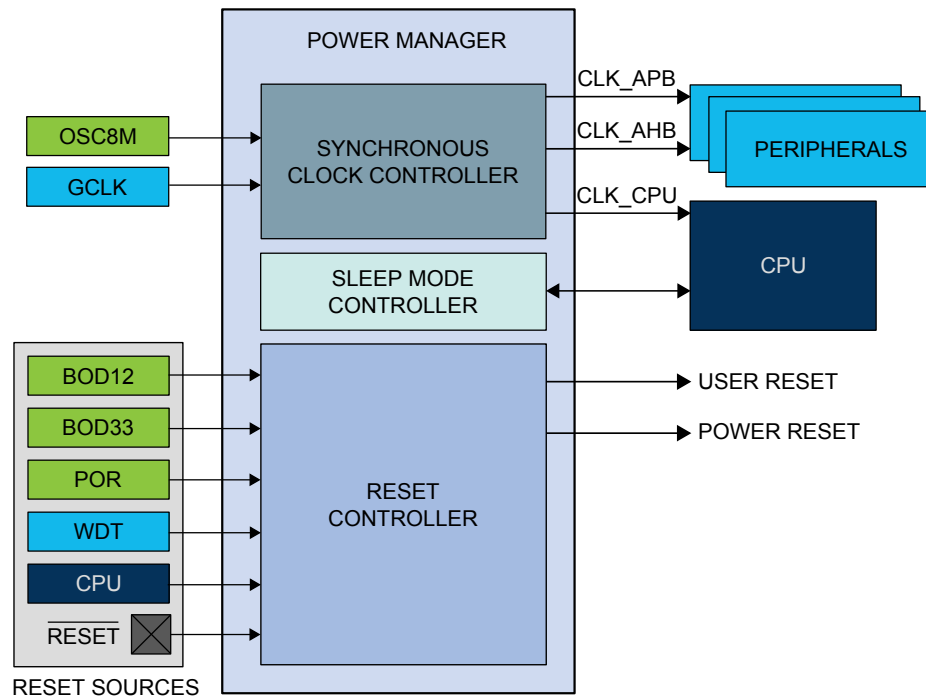 POWER MANAGER
OSC8M
GCLK
SYNCHRONOUS
CLOCK CONTROLLER
CLK_APB
CLK_AHB
CLK_CPU
PERIPHERALS
CPU
SLEEP MODE
CONTROLLER
BOD12
BOD33
POR
WDT
CPU
RESET
RESET SOURCES
RESET
CONTROLLER
USER RESET
POWER RESET